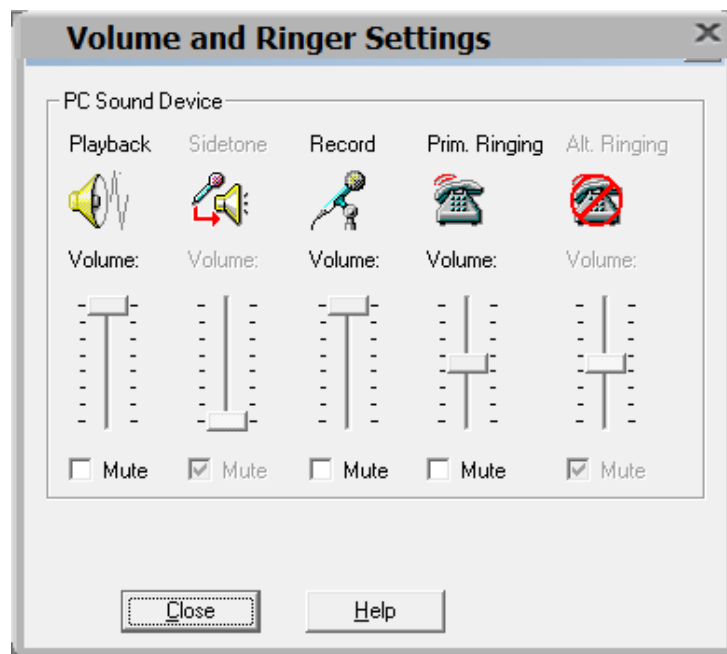 Volume and Ringer Settings
PC Sound Device
Playback Sidetone Record Prim. Ringing Alt. Ringing
Volume: Volume: Volume: Volume: Volume:
Mute Mute Mute Mute Mute
Close Help